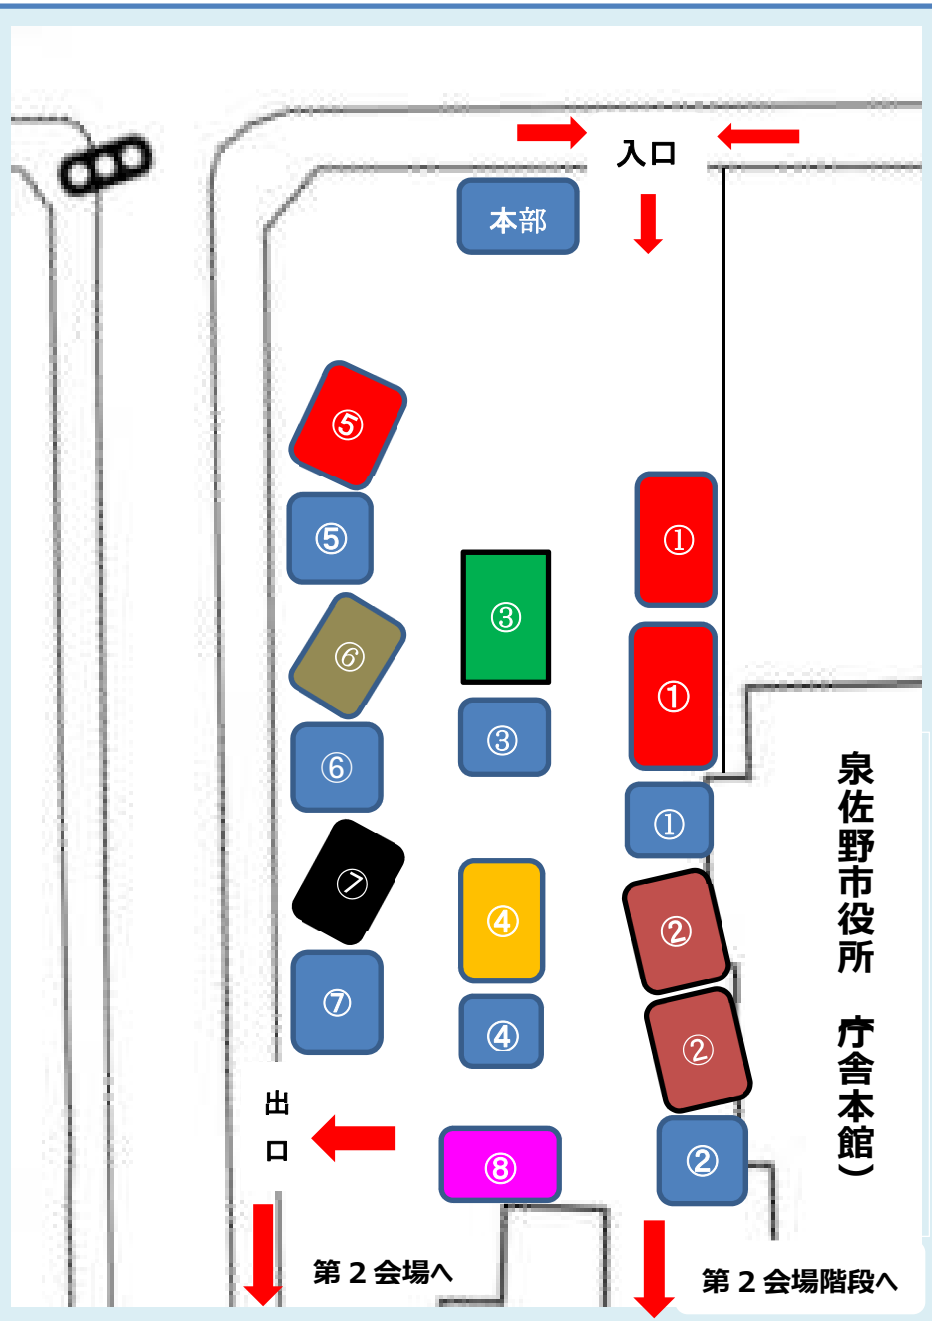 入口
本部
⑤
⑤
①
③
⑥
①
③
⑥
①
⑦
④
②
⑦
④
②
出
口
⑧
②
泉佐野市役所　庁舎本館）
第２会場へ
第２会場階段へ